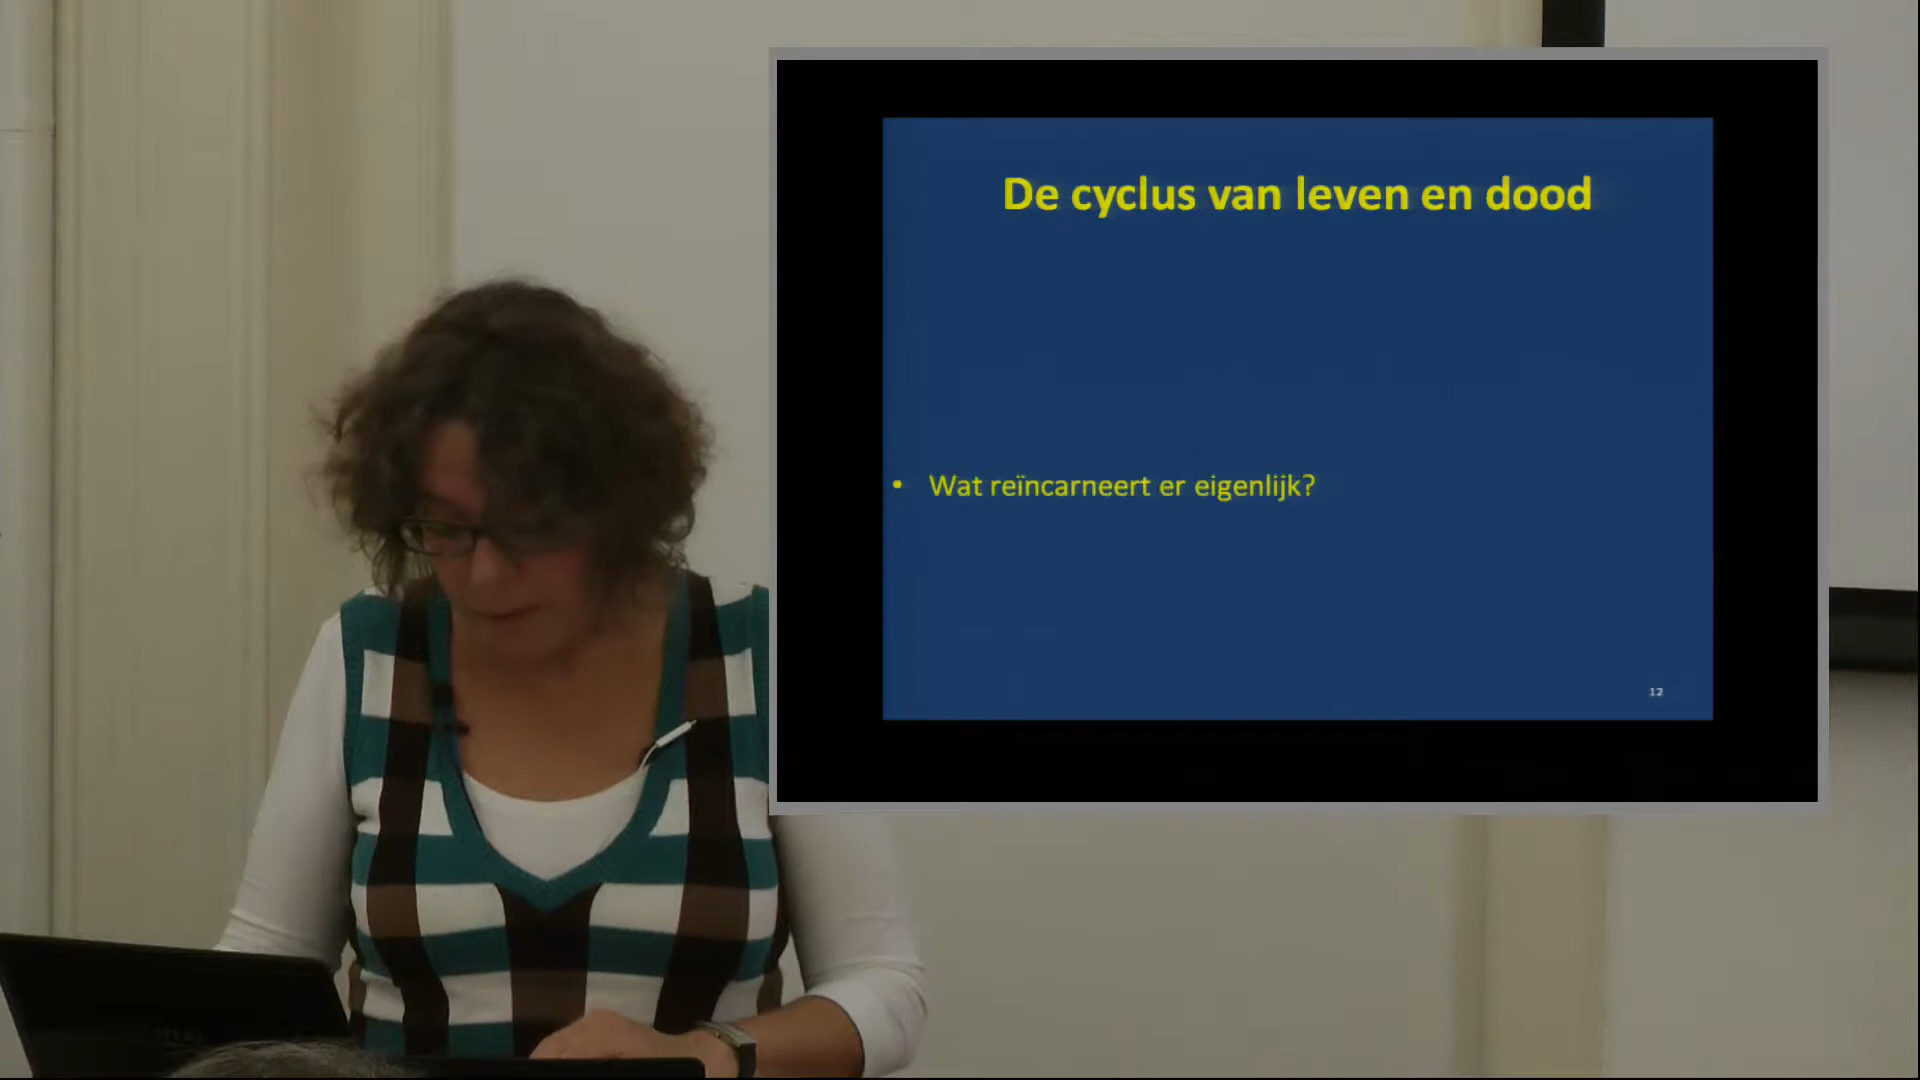 De cyclus van leven en dood
• Wat reïncarneert er eigenlijk?
12